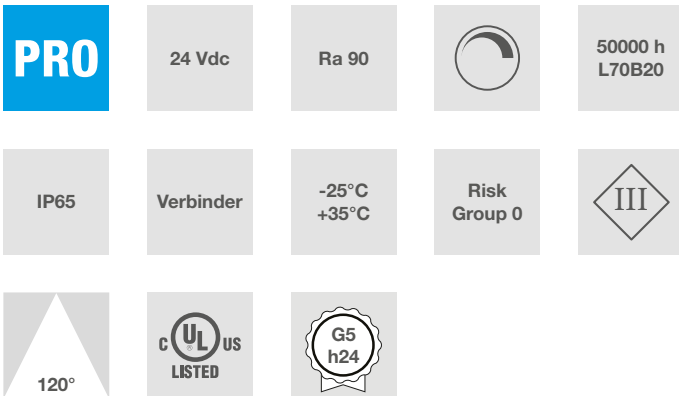 PRO
24 Vdc
Ra 90
50000 h
L70B20
IP65
Verbinder
-25°C
+35°C
Risk
Group 0
III
120°
C UL US
®
LISTED
G5
h24